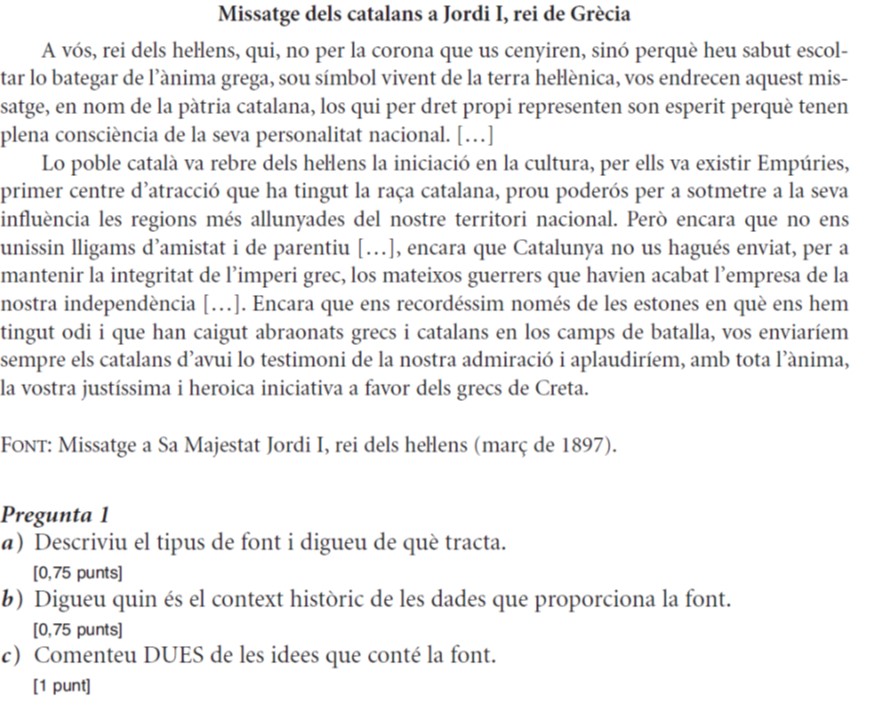 Missatge dels catalans a Jordi I, rei de Grècia
A vós, rei dels hel·lens, qui, no per la corona que us cenyiren, sinó perquè heu sabut escol-
tar lo bategar de l'ànima grega, sou símbol vivent de la terra hel·lènica, vos endrecen aquest mis-
satge, en nom de la pàtria catalana, los qui per dret propi representen son esperit perquè tenen
plena consciència de la seva personalitat nacional. […]
Lo poble català va rebre dels hel·lens la iniciació en la cultura, per ells va existir Empúries,
primer centre d'atracció que ha tingut la raça catalana, prou poderós per a sotmetre a la seva
influència les regions més allunyades del nostre territori nacional. Però encara que no ens
unissin lligams d'amistat i de parentiu […], encara que Catalunya no us hagués enviat, per a
mantenir la integritat de l'imperi grec, los mateixos guerrers que havien acabat l'empresa de la
nostra independència […]. Encara que ens recordéssim només de les estones en què ens hem
tingut odi i que han caigut abraonats grecs i catalans en los camps de batalla, vos enviaríem
sempre els catalans d'avui lo testimoni de la nostra admiració i aplaudiríem, amb tota l'ànima,
la vostra justíssima i heroica iniciativa a favor dels grecs de Creta.
FONT: Missatge a Sa Majestat Jordi I, rei dels hel·lens (març de 1897).
Pregunta 1
a) Descriviu el tipus de font i digueu de què tracta.
[0,75 punts]
b) Digueu quin és el context històric de les dades que proporciona la font.
[0,75 punts]
c) Comenteu DUES de les idees que conté la font.
[1 punt]